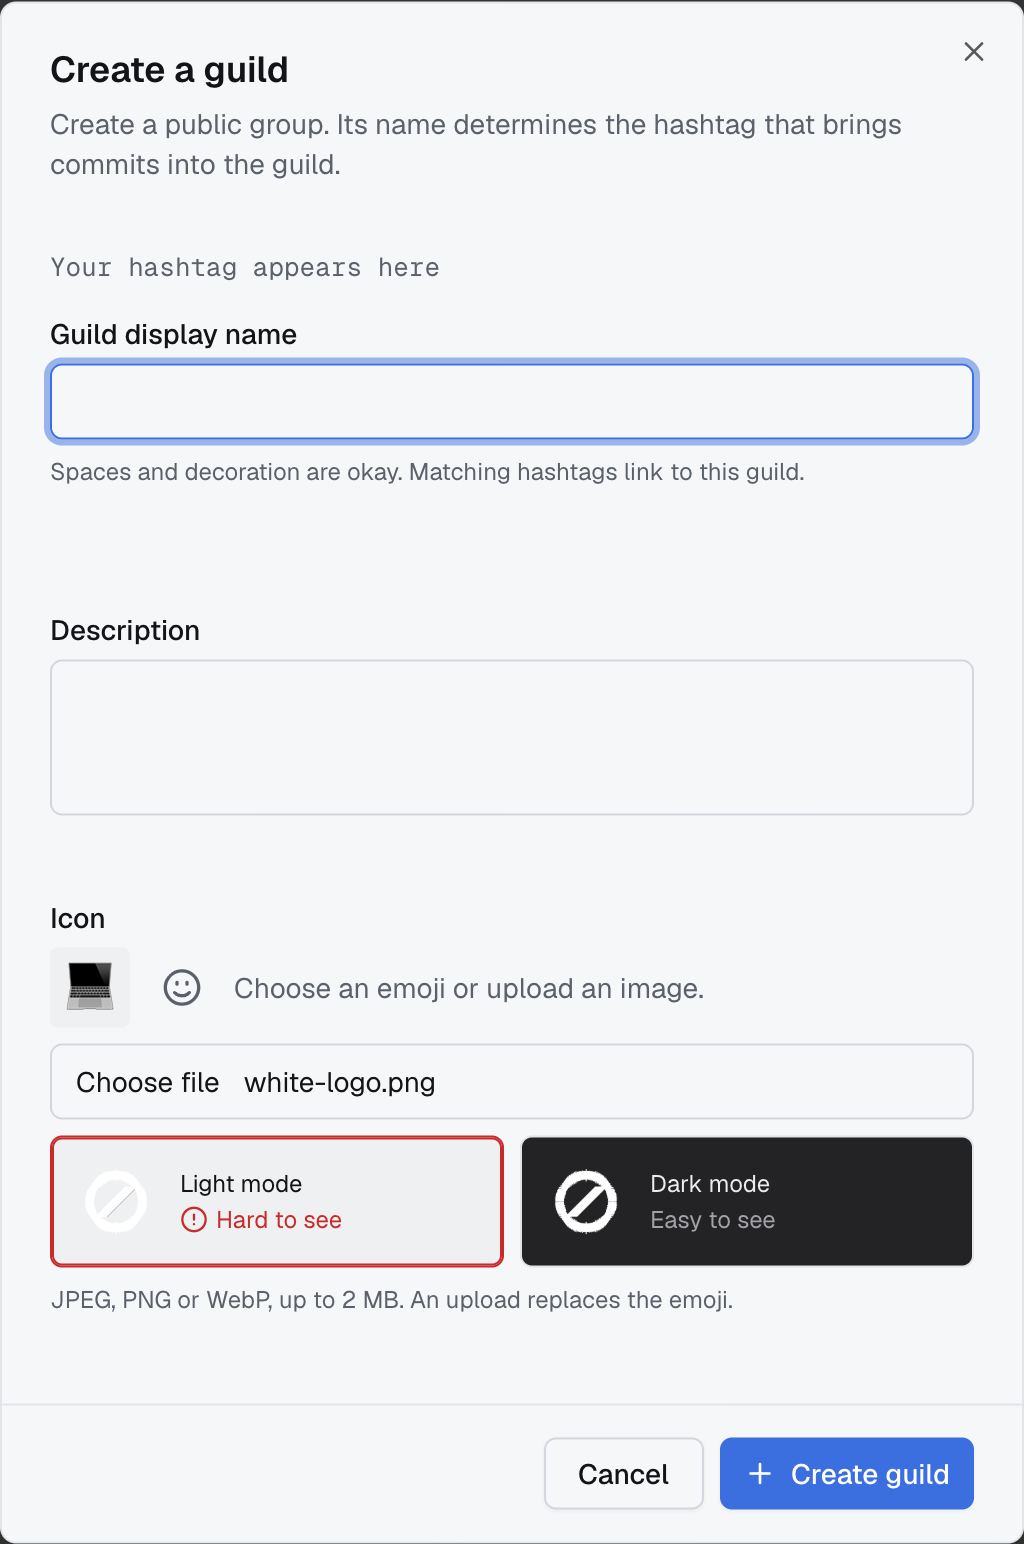 Create a guild
Create a public group. Its name determines the hashtag that brings
commits into the guild.
Your hashtag appears here
Guild display name
Spaces and decoration are okay. Matching hashtags link to this guild.
Description
Icon
Choose an emoji or upload an image.
Choose file white-logo.png
Light mode
Hard to see
Dark mode
Easy to see
JPEG, PNG or WebP, up to 2 MB. An upload replaces the emoji.
Cancel
Create guild